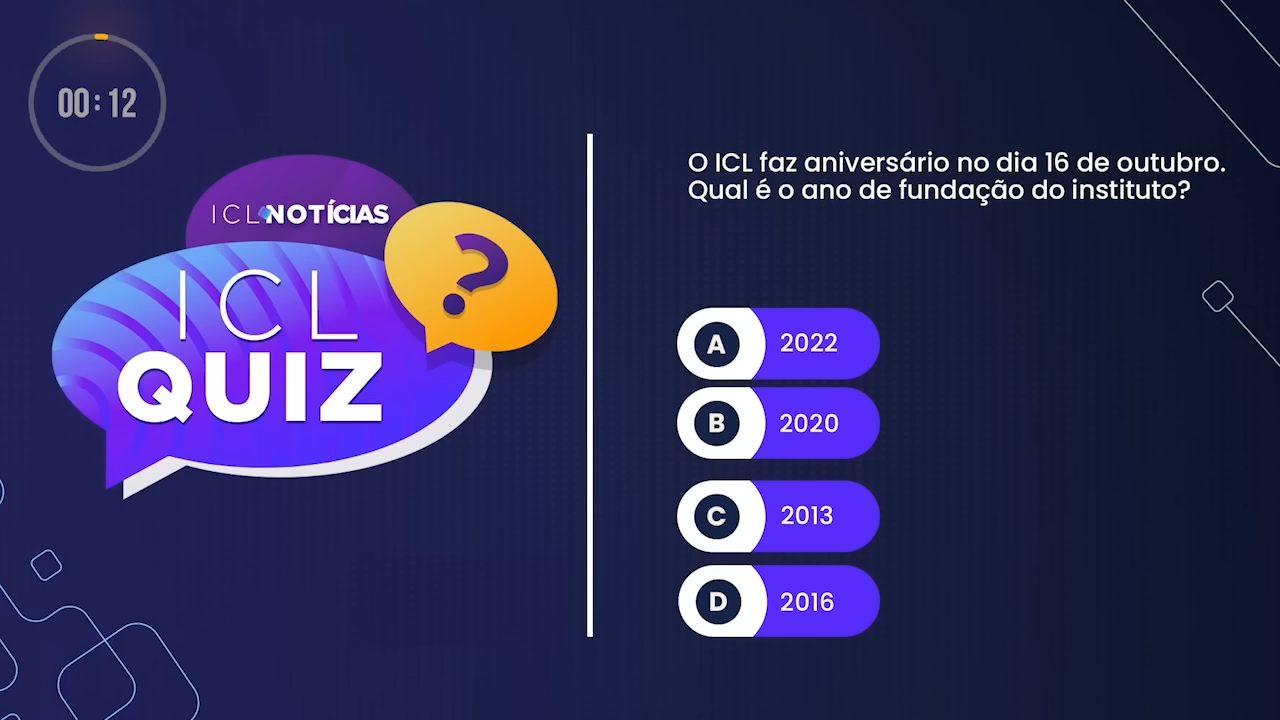 00:12
ICL NOTÍCIAS
ICL
QUIZ
?
O ICL faz aniversário no dia 16 de outubro.
Qual é o ano de fundação do instituto?
A 2022
B 2020
C 2013
D 2016